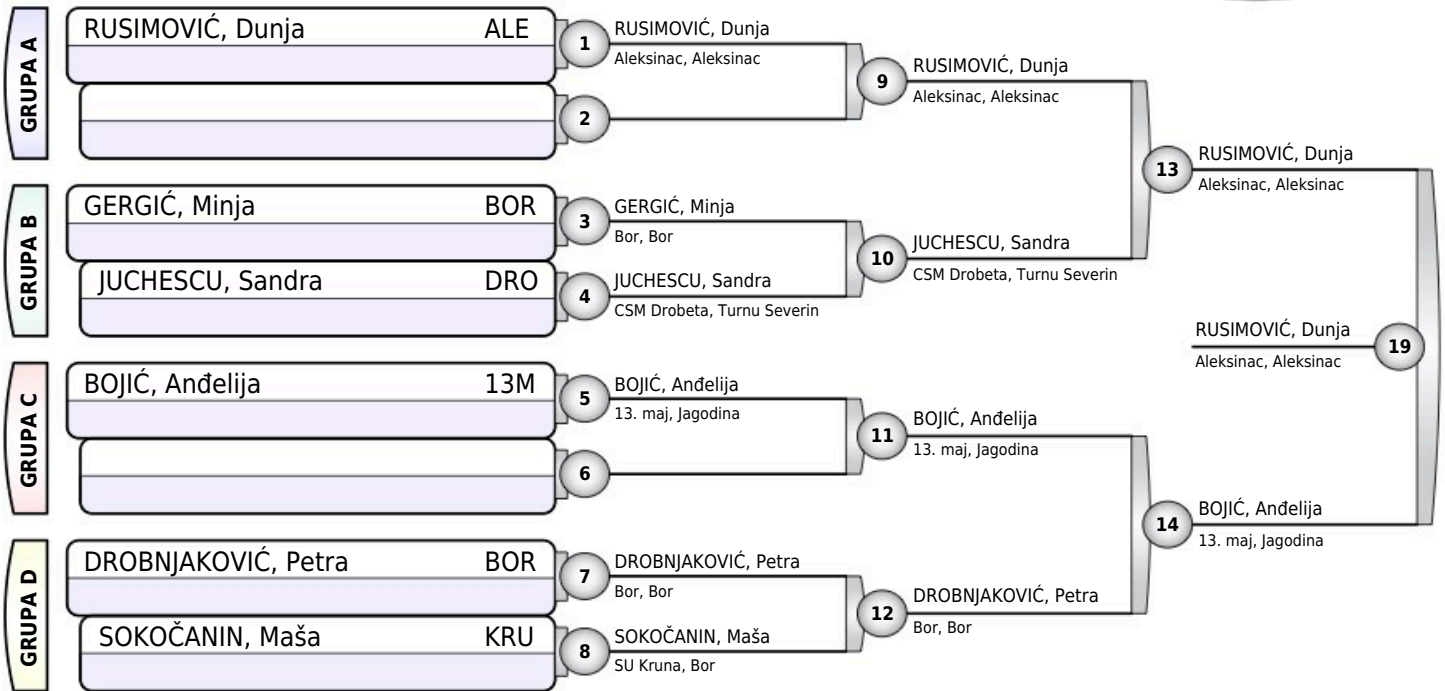 GRUPA A
RUSIMOVIĆ, Dunja ALE
1
RUSIMOVIĆ, Dunja
Aleksinac, Aleksinac
2
9
RUSIMOVIĆ, Dunja
Aleksinac, Aleksinac
GRUPA B
GERGIĆ, Minja BOR
3
GERGIĆ, Minja
Bor, Bor
JUCHESCU, Sandra DRO
4
JUCHESCU, Sandra
CSM Drobeta, Turnu Severin
10
JUCHESCU, Sandra
CSM Drobeta, Turnu Severin
13
RUSIMOVIĆ, Dunja
Aleksinac, Aleksinac
GRUPA C
BOJIĆ, Anđelija 13M
5
BOJIĆ, Anđelija
13. maj, Jagodina
6
11
BOJIĆ, Anđelija
13. maj, Jagodina
GRUPA D
DROBNJAKOVIĆ, Petra BOR
7
DROBNJAKOVIĆ, Petra
Bor, Bor
SOKOČANIN, Maša KRU
8
SOKOČANIN, Maša
SU Kruna, Bor
12
DROBNJAKOVIĆ, Petra
Bor, Bor
14
BOJIĆ, Anđelija
13. maj, Jagodina
RUSIMOVIĆ, Dunja
Aleksinac, Aleksinac
19